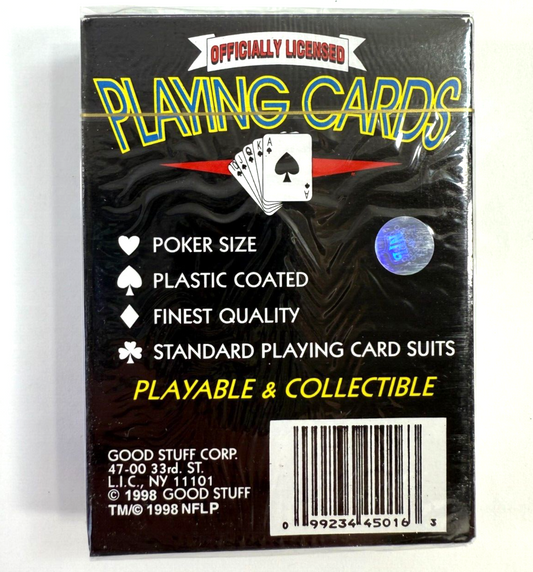 OFFICIALLY LICENSED
PLAYING CARDS
10 J Q K A
A
POKER SIZE
PLASTIC COATED
FINEST QUALITY
STANDARD PLAYING CARD SUITS
PLAYABLE & COLLECTIBLE
GOOD STUFF CORP.
47-00 33rd. ST.
L.I.C., NY 11101
© 1998 GOOD STUFF
TM/© 1998 NFLP
0 99234 45016 3